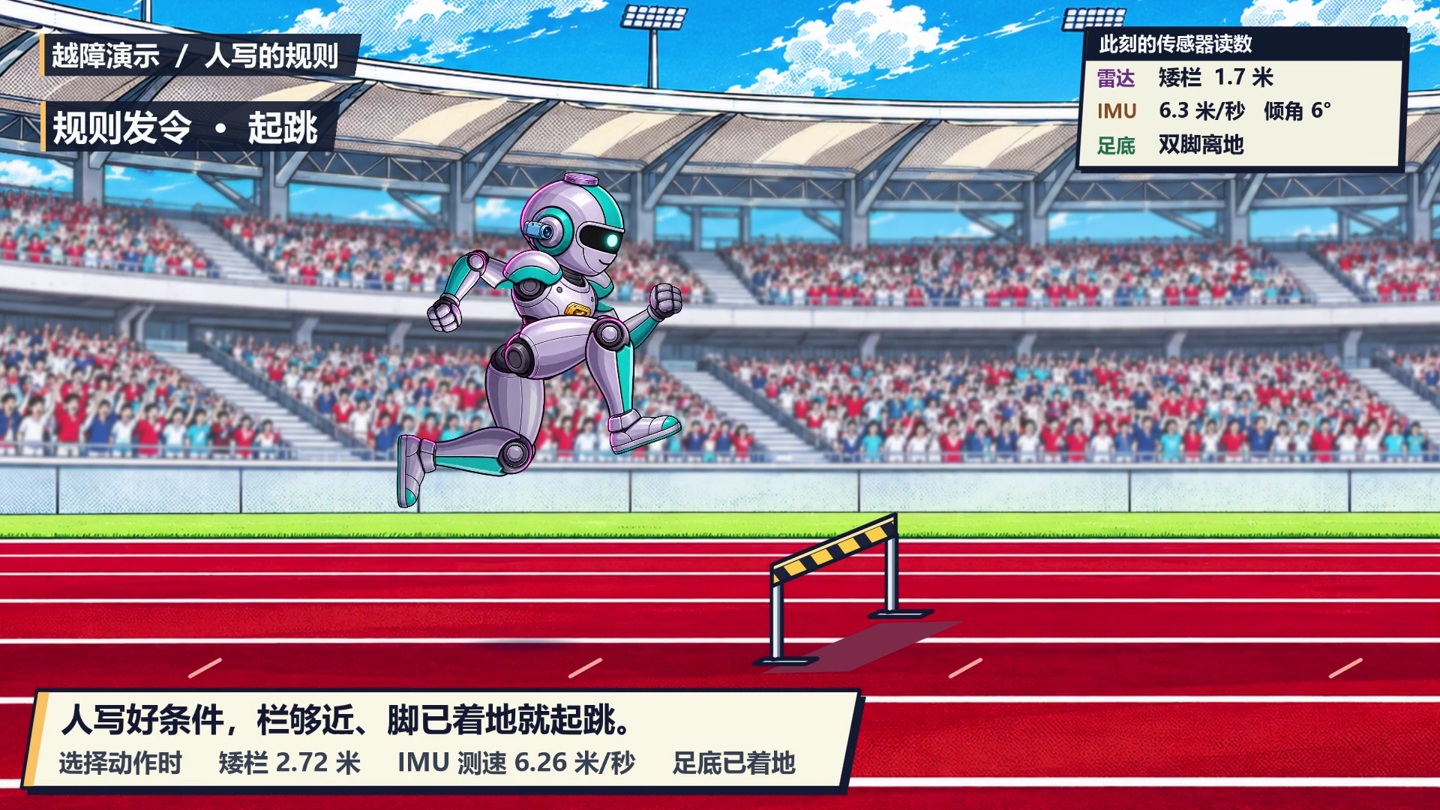 越障演示 / 人写的规则
规则发令 · 起跳
此刻的传感器读数
雷达 矮栏 1.7 米
IMU 6.3 米/秒 倾角 6°
足底 双脚离地
人写好条件，栏够近、脚已着地就起跳。
选择动作时 矮栏 2.72 米 IMU 测速 6.26 米/秒 足底已着地